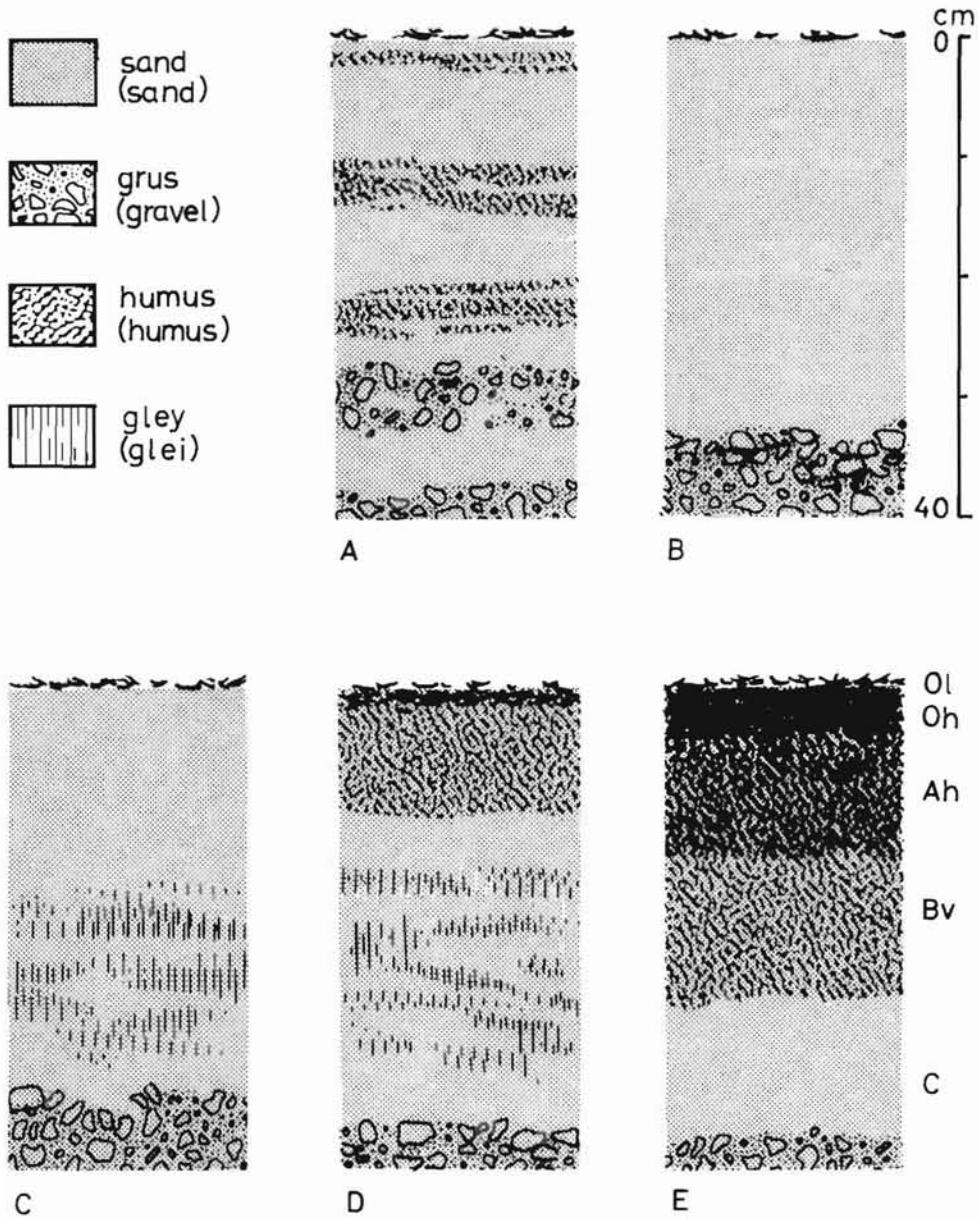 sand
(sand)
grus
(gravel)
humus
(humus)
gley
(glei)
cm
0
40
A
B
Ol
Oh
Ah
Bv
C
C
D
E